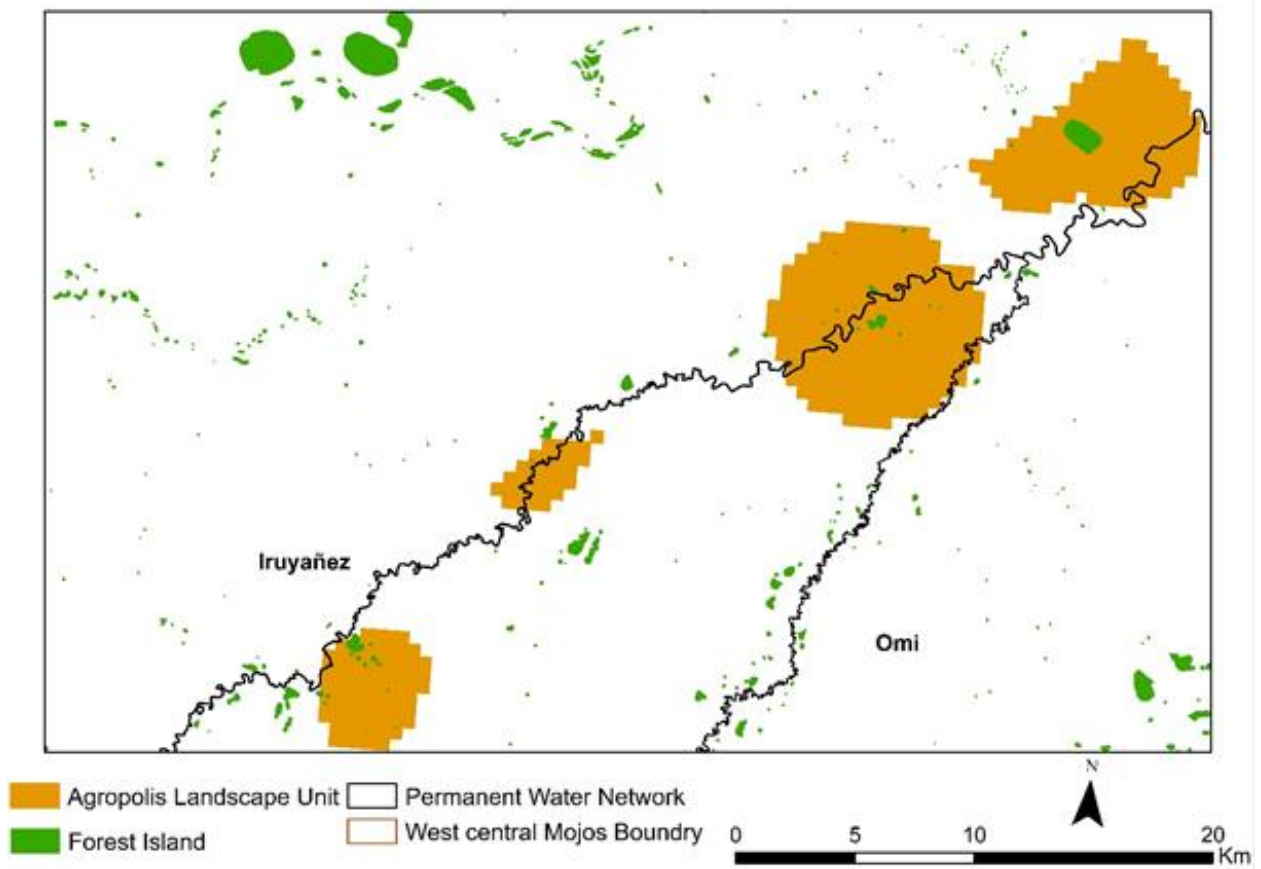 Iruyañez
Omi
Agropolis Landscape Unit
Permanent Water Network
Forest Island
West central Mojos Boundry
N
0 5 10 20
Km